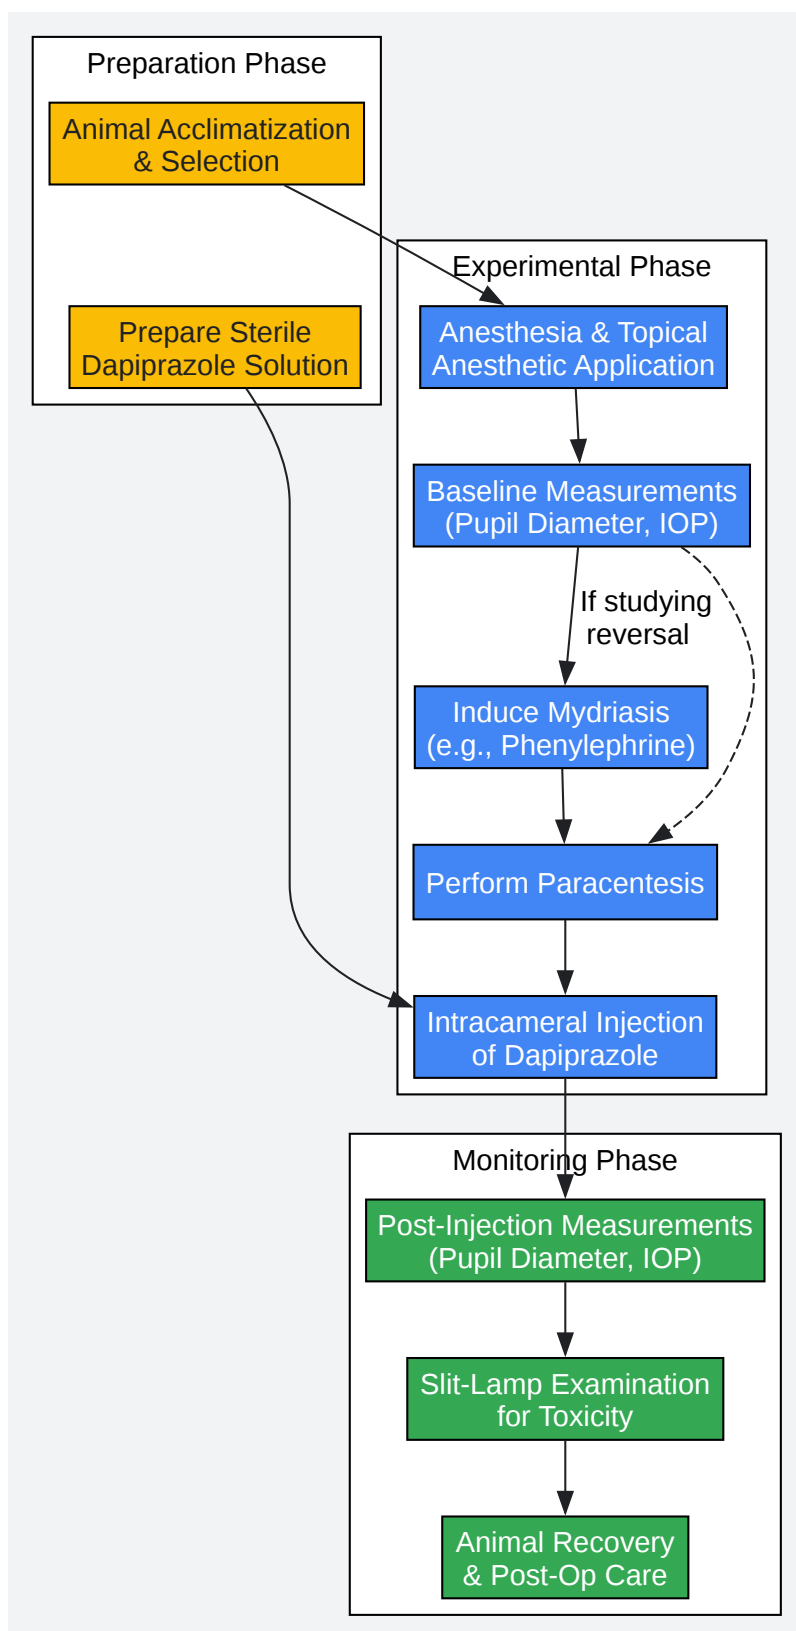 Preparation Phase
Animal Acclimatization
& Selection
Prepare Sterile
Dapiprazole Solution
Experimental Phase
Anesthesia & Topical
Anesthetic Application
Baseline Measurements
(Pupil Diameter, IOP)
If studying
reversal
Induce Mydriasis
(e.g., Phenylephrine)
Perform Paracentesis
Intracameral Injection
of Dapiprazole
Monitoring Phase
Post-Injection Measurements
(Pupil Diameter, IOP)
Slit-Lamp Examination
for Toxicity
Animal Recovery
& Post-Op Care